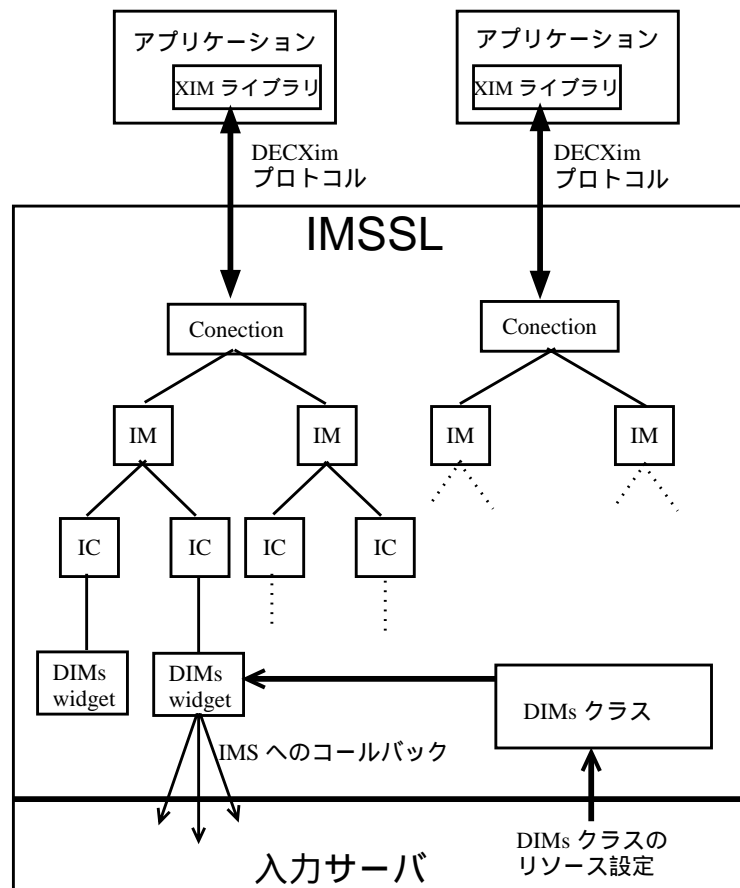 アプリケーション
XIM ライブラリ
アプリケーション
XIM ライブラリ
DECXim
プロトコル
DECXim
プロトコル
IMSSL
Conection
Conection
IM
IM
IM
IM
IC
IC
IC
IC
DIMs
widget
DIMs
widget
DIMs クラス
IMS へのコールバック
DIMs クラスの
リソース設定
入力サーバ